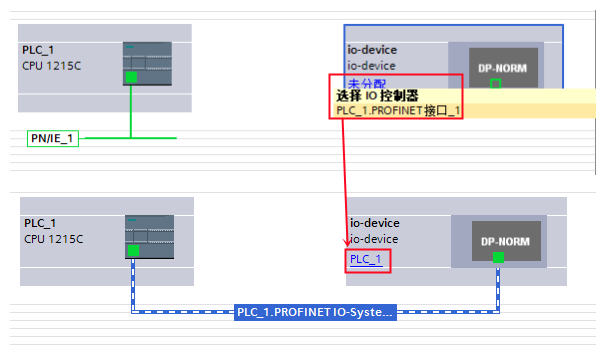 PLC_1
CPU 1215C
io-device
io-device
DP-NORM
未分配
选择 IO 控制器
PLC_1.PROFINET接口_1
PN/IE_1
PLC_1
CPU 1215C
io-device
io-device
DP-NORM
PLC_1
PLC_1.PROFINET IO-Syste...